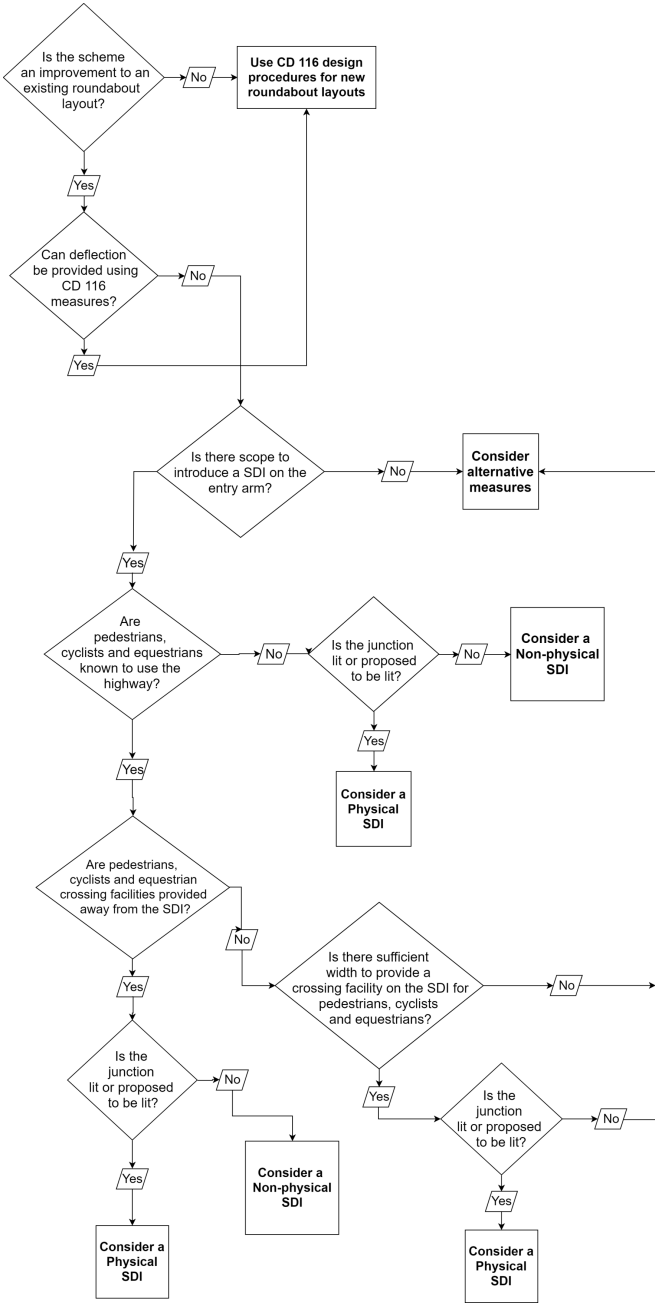 Is the scheme
an improvement to an
existing roundabout
layout?
No
Use CD 116 design
procedures for new
roundabout layouts
Yes
Can deflection
be provided using
CD 116
measures?
No
Yes
Is there scope to
introduce a SDI on the
entry arm?
No
Consider
alternative
measures
Yes
Are
pedestrians,
cyclists and equestrians
known to use the
highway?
No
Is the junction
lit or proposed
to be lit?
No
Consider a
Non-physical
SDI
Yes
Consider a
Physical
SDI
Yes
Are pedestrians,
cyclists and equestrian
crossing facilities provided
away from the SDI?
No
Is there sufficient
width to provide a
crossing facility on the SDI for
pedestrians, cyclists
and equestrians?
No
Yes
Is the
junction
lit or proposed
to be lit?
No
Consider a
Non-physical
SDI
Yes
Consider a
Physical
SDI
Yes
Is the
junction
lit or proposed
to be lit?
No
Yes
Consider a
Physical
SDI